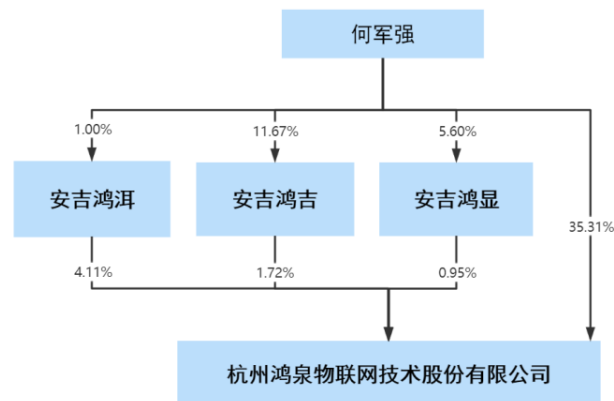 何军强
1.00%
11.67%
5.60%
安吉鸿洱
安吉鸿吉
安吉鸿显
35.31%
4.11%
1.72%
0.95%
杭州鸿泉物联网技术股份有限公司